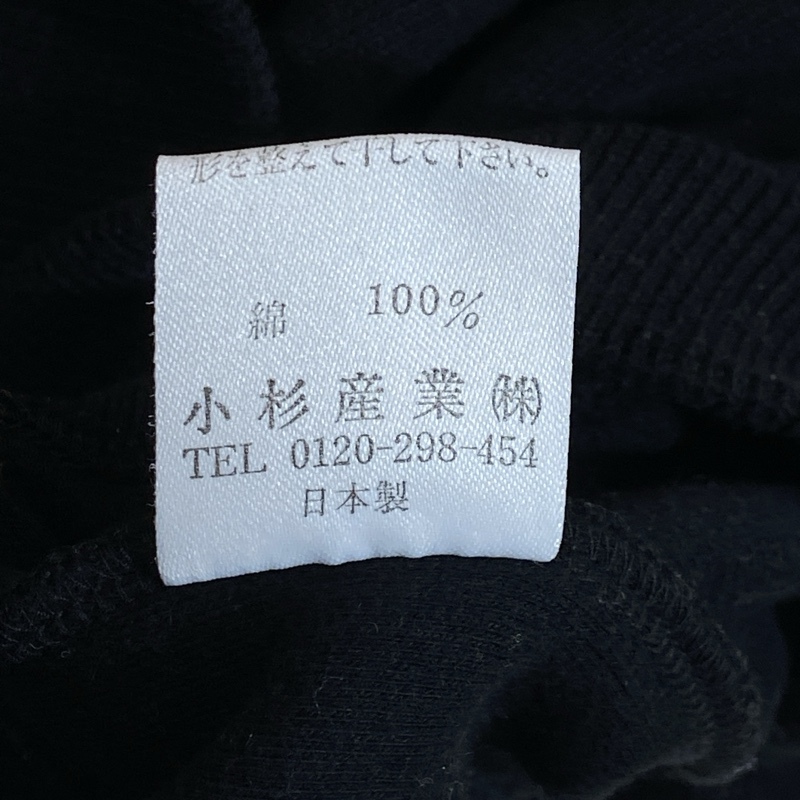 形を整えて干して下さい。
綿 100%
小杉産業㈱
TEL 0120-298-454
日本製